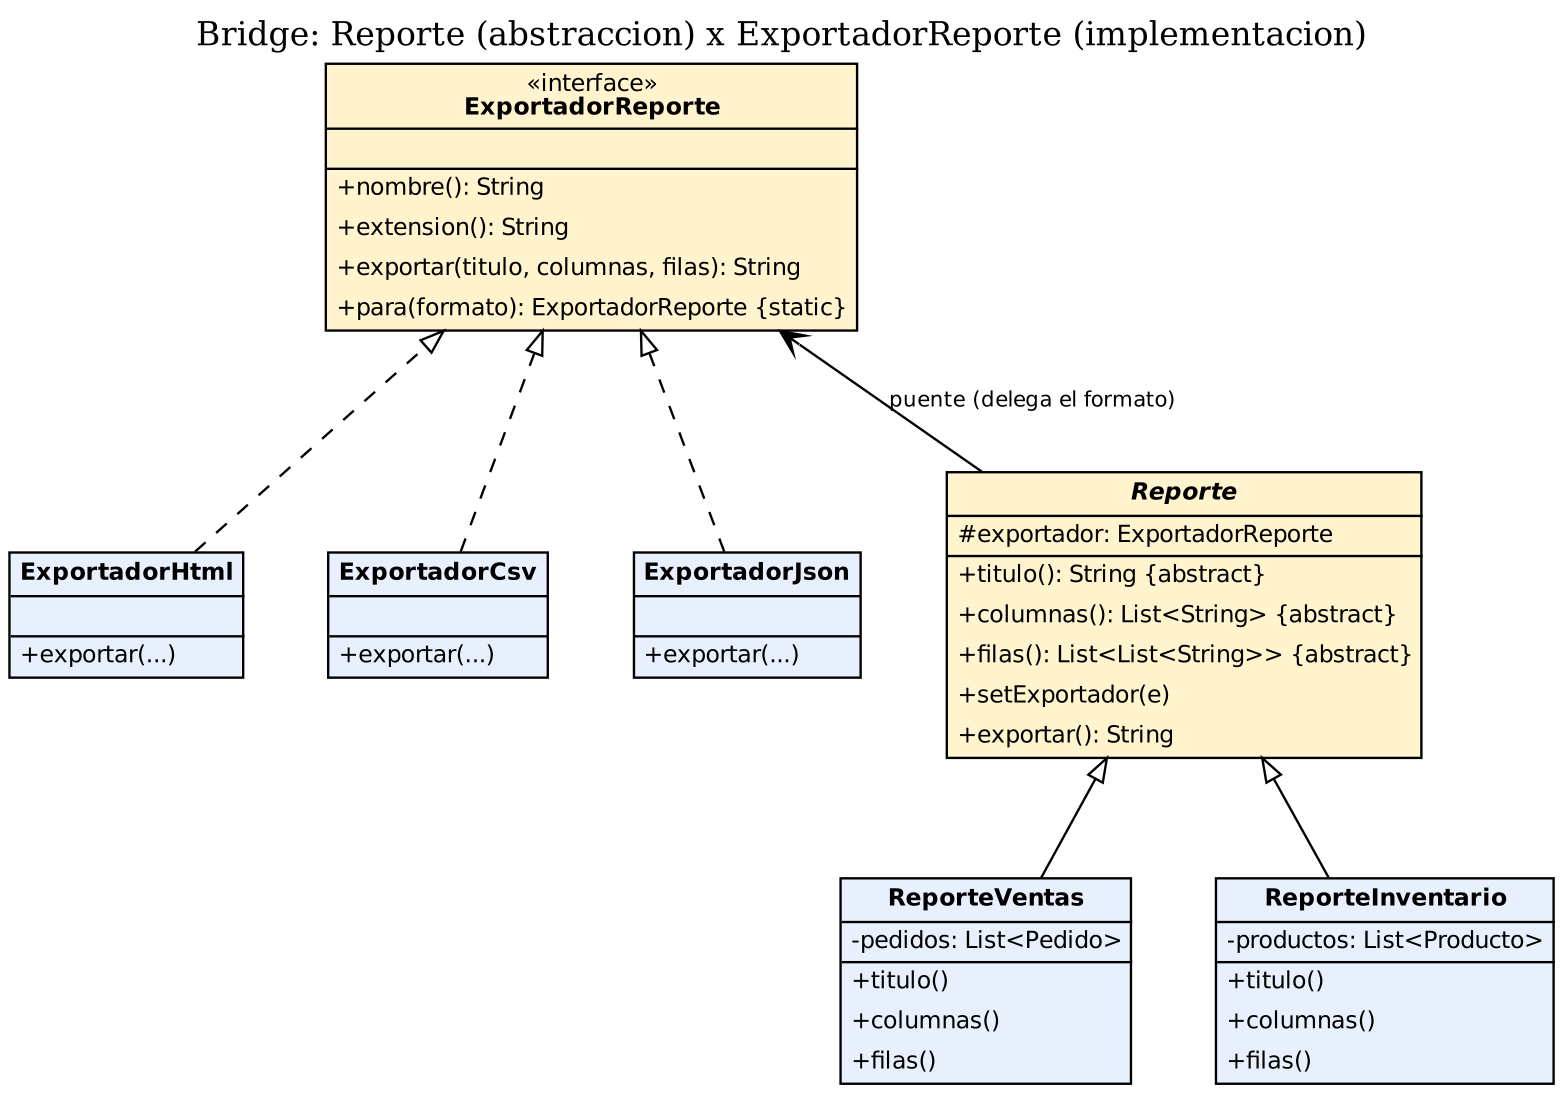 Bridge: Reporte (abstraccion) x ExportadorReporte (implementacion)
«interface»
ExportadorReporte
+nombre(): String
+extension(): String
+exportar(titulo, columnas, filas): String
+para(formato): ExportadorReporte {static}
puente (delega el formato)
ExportadorHtml
+exportar(...)
ExportadorCsv
+exportar(...)
ExportadorJson
+exportar(...)
Reporte
#exportador: ExportadorReporte
+titulo(): String {abstract}
+columnas(): List<String> {abstract}
+filas(): List<List<String>> {abstract}
+setExportador(e)
+exportar(): String
ReporteVentas
-pedidos: List<Pedido>
+titulo()
+columnas()
+filas()
ReporteInventario
-productos: List<Producto>
+titulo()
+columnas()
+filas()